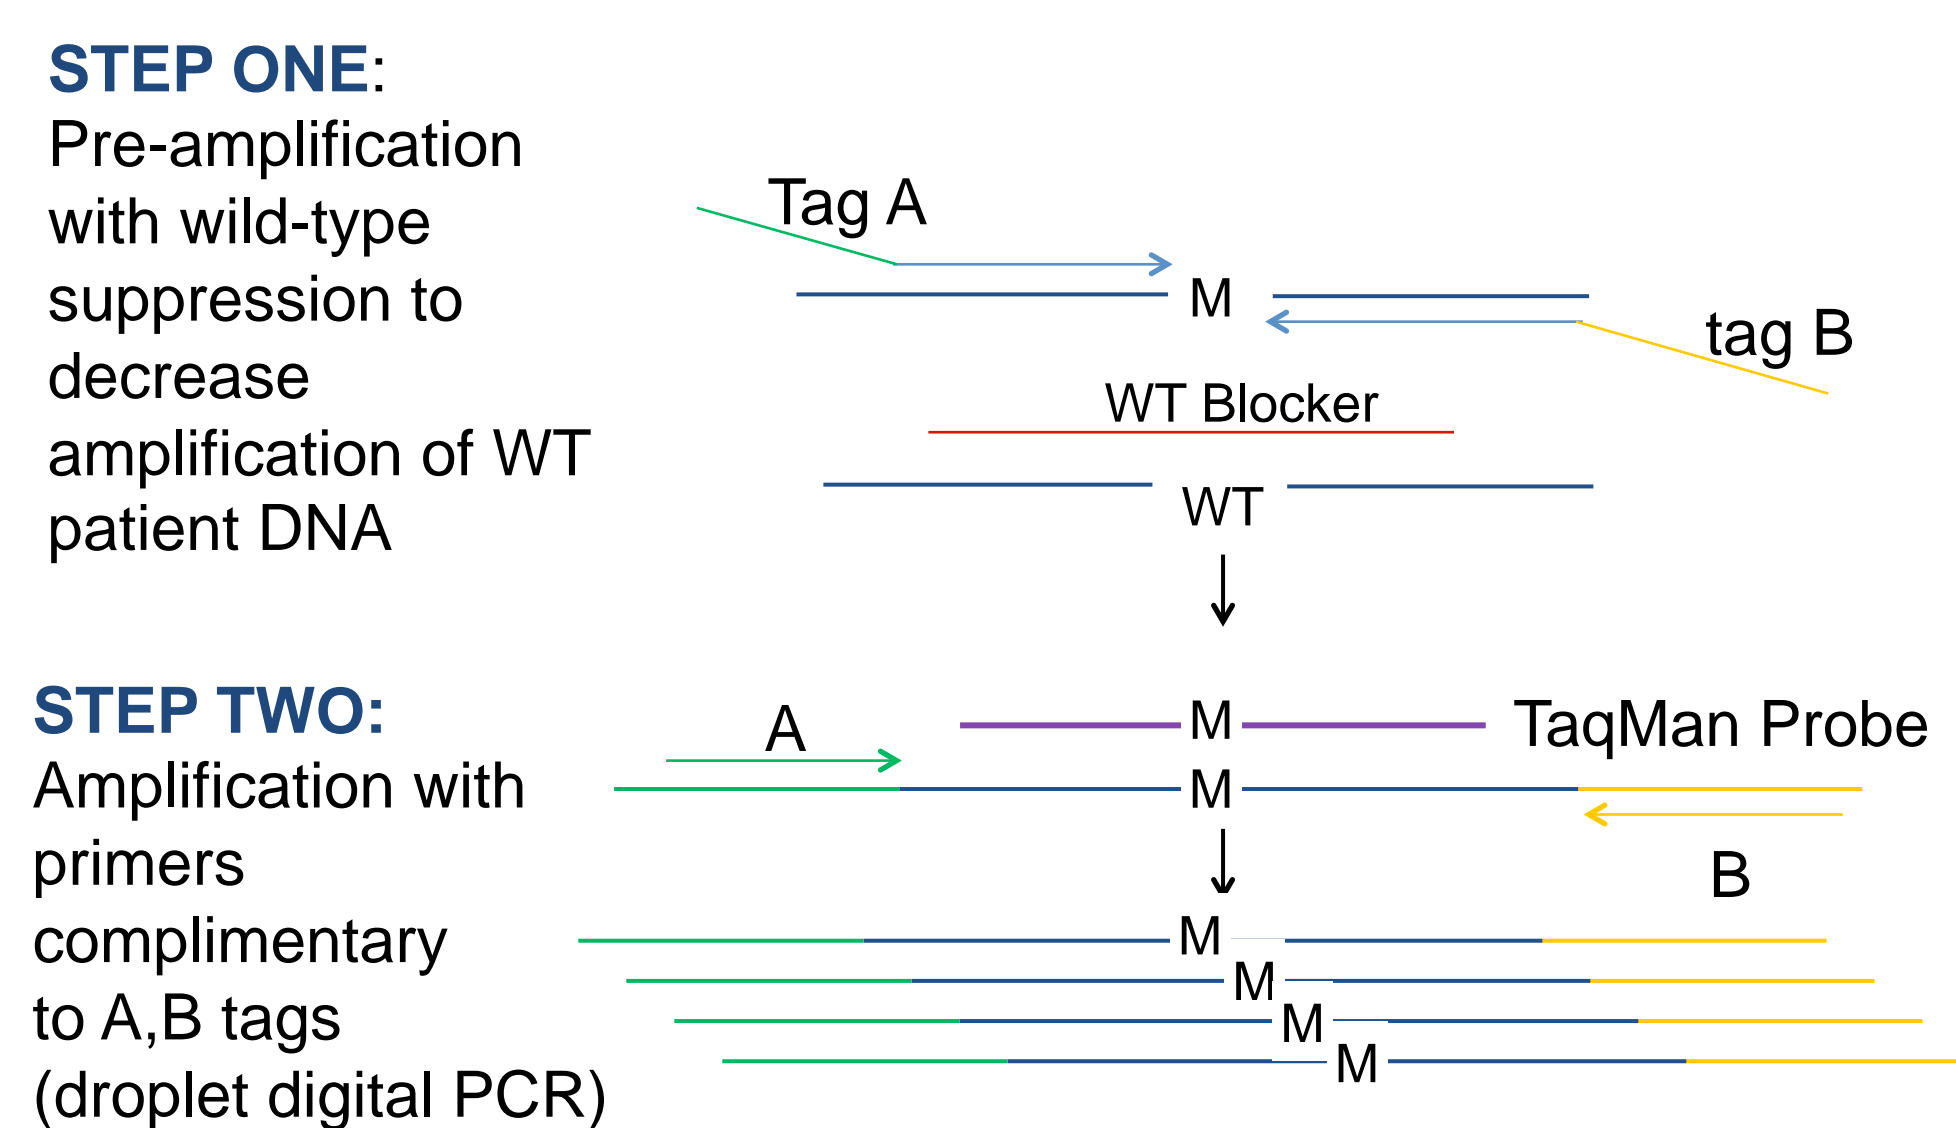 STEP ONE:
Pre-amplification
with wild-type
suppression to
decrease
amplification of WT
patient DNA
Tag A
M
tag B
WT Blocker
WT
STEP TWO:
Amplification with
primers
complimentary
to A,B tags
(droplet digital PCR)
A
M
TaqMan Probe
M
B
M
M
M
M